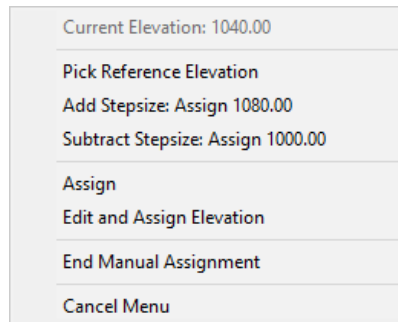 Current Elevation: 1040.00
Pick Reference Elevation
Add Stepsize: Assign 1080.00
Subtract Stepsize: Assign 1000.00
Assign
Edit and Assign Elevation
End Manual Assignment
Cancel Menu